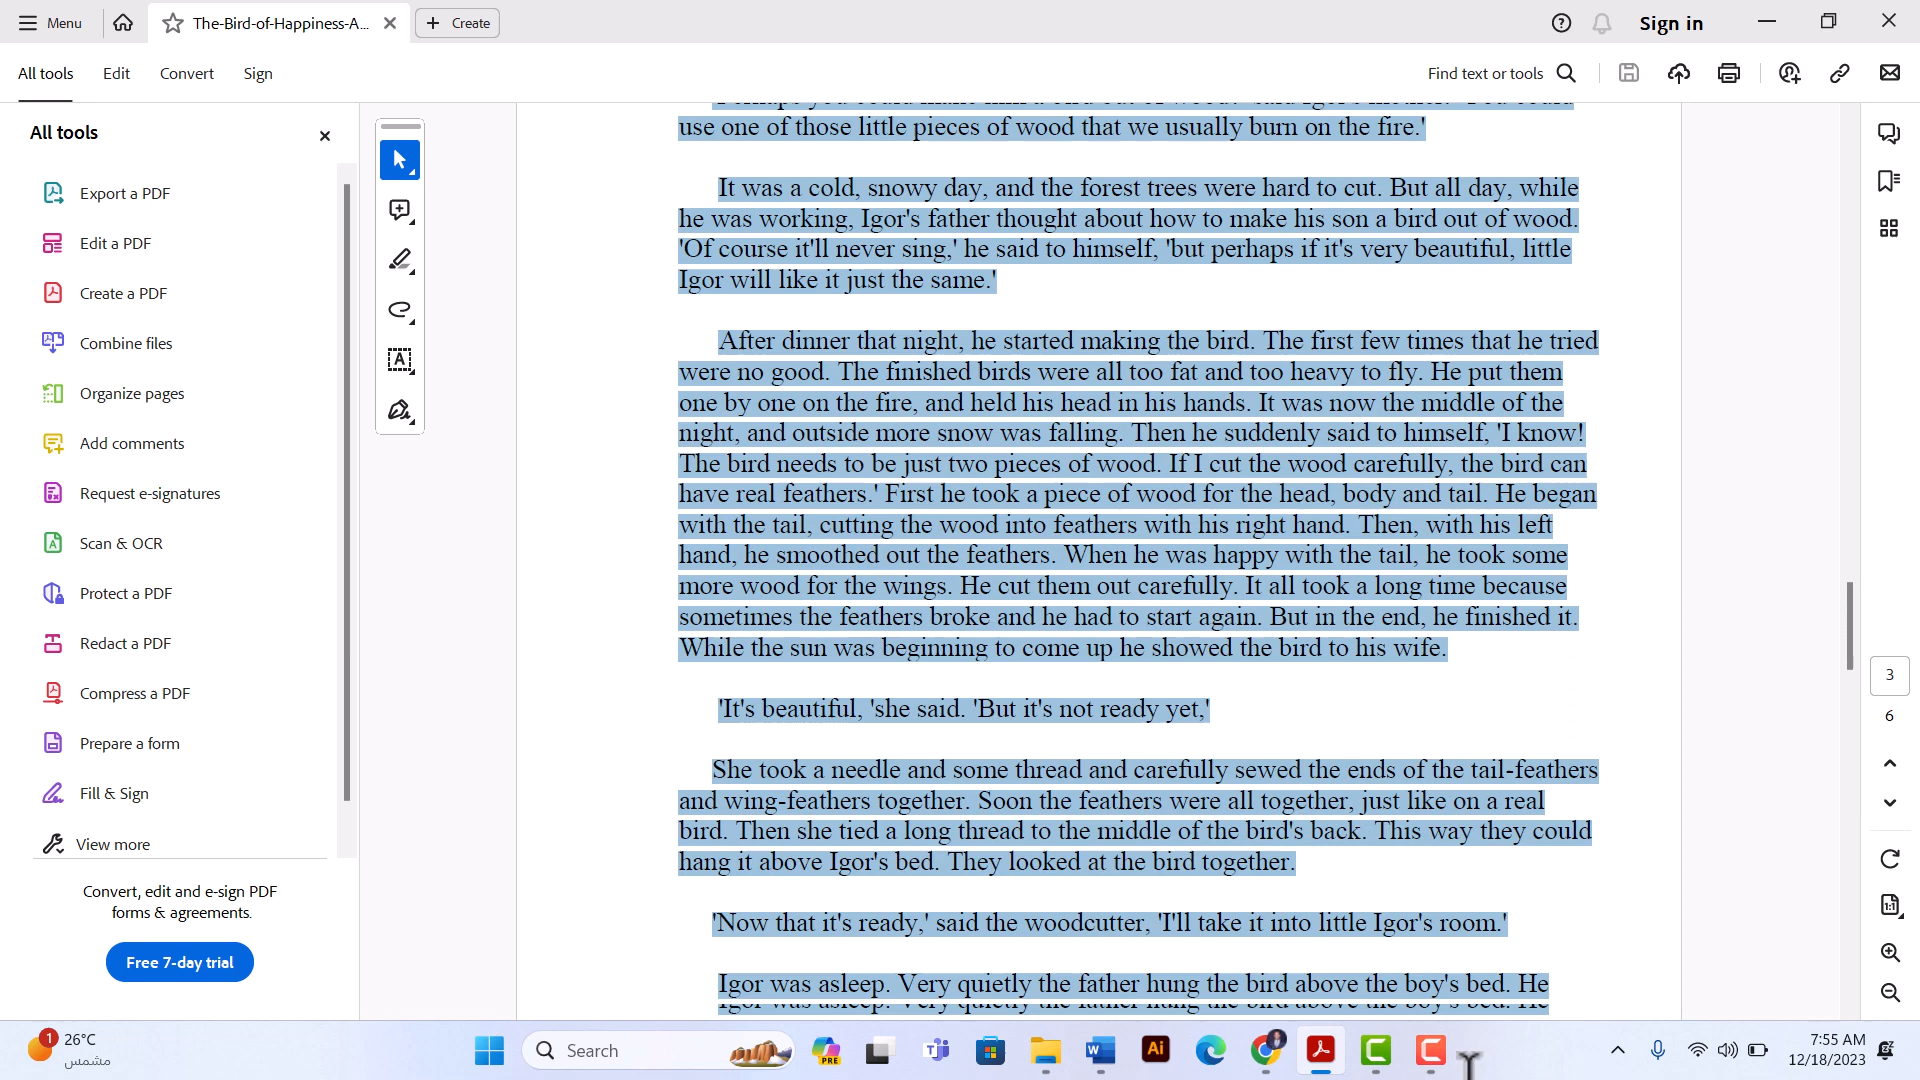 Menu
The-Bird-of-Happiness-A...
Create
Sign in
All tools
Edit
Convert
Sign
Find text or tools
All tools
Export a PDF
Edit a PDF
Create a PDF
Combine files
Organize pages
Add comments
Request e-signatures
Scan & OCR
Protect a PDF
Redact a PDF
Compress a PDF
Prepare a form
Fill & Sign
View more
Convert, edit and e-sign PDF
forms & agreements.
Free 7-day trial
use one of those little pieces of wood that we usually burn on the fire.'
It was a cold, snowy day, and the forest trees were hard to cut. But all day, while
he was working, Igor's father thought about how to make his son a bird out of wood.
'Of course it'll never sing,' he said to himself, 'but perhaps if it's very beautiful, little
Igor will like it just the same.'
After dinner that night, he started making the bird. The first few times that he tried
were no good. The finished birds were all too fat and too heavy to fly. He put them
one by one on the fire, and held his head in his hands. It was now the middle of the
night, and outside more snow was falling. Then he suddenly said to himself, 'I know!
The bird needs to be just two pieces of wood. If I cut the wood carefully, the bird can
have real feathers.' First he took a piece of wood for the head, body and tail. He began
with the tail, cutting the wood into feathers with his right hand. Then, with his left
hand, he smoothed out the feathers. When he was happy with the tail, he took some
more wood for the wings. He cut them out carefully. It all took a long time because
sometimes the feathers broke and he had to start again. But in the end, he finished it.
While the sun was beginning to come up he showed the bird to his wife.
'It's beautiful, 'she said. 'But it's not ready yet,'
She took a needle and some thread and carefully sewed the ends of the tail-feathers
and wing-feathers together. Soon the feathers were all together, just like on a real
bird. Then she tied a long thread to the middle of the bird's back. This way they could
hang it above Igor's bed. They looked at the bird together.
'Now that it's ready,' said the woodcutter, 'I'll take it into little Igor's room.'
Igor was asleep. Very quietly the father hung the bird above the boy's bed. He
3
6
1
26°C
مشمس
Search
PRE
Ai
7:55 AM
12/18/2023